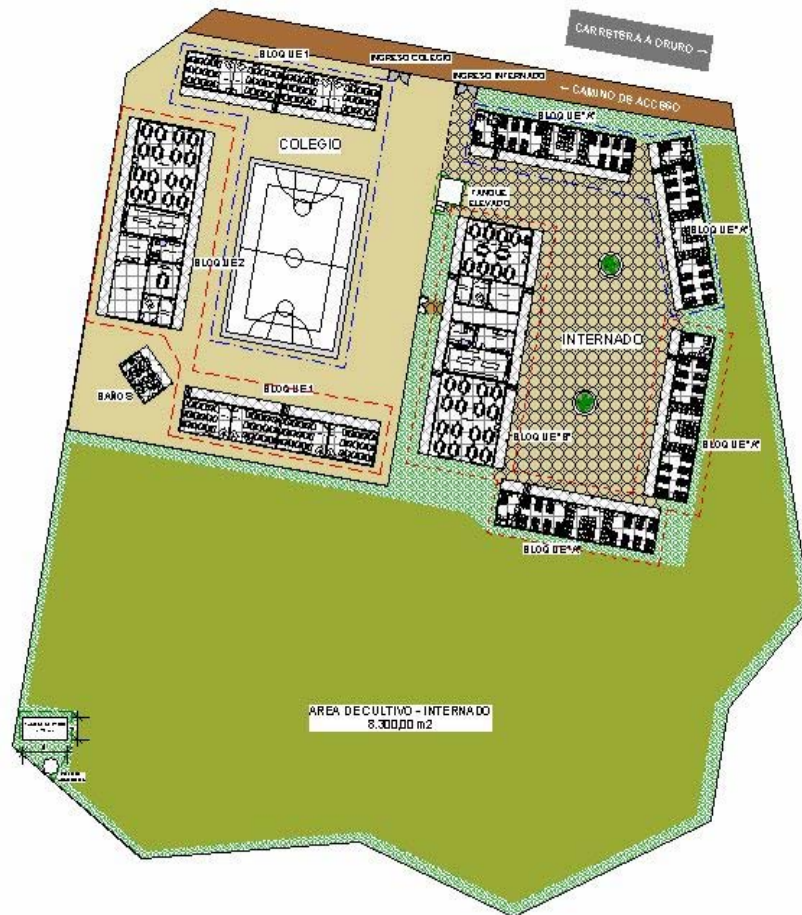 CARRETERA A ORURO →
BLOQUE 1
INGRESO COLEGIO
INGRESO INTERNADO
← CAMINO DE ACCESO
BLOQUE "A"
COLEGIO
TANQUE
ELEVADO
BLOQUE "A"
BLOQUE 2
INTERNADO
BAÑOS
BLOQUE 1
BLOQUE "B"
BLOQUE "A"
BLOQUE "A"
AREA DE CULTIVO - INTERNADO
8.300,00 m2